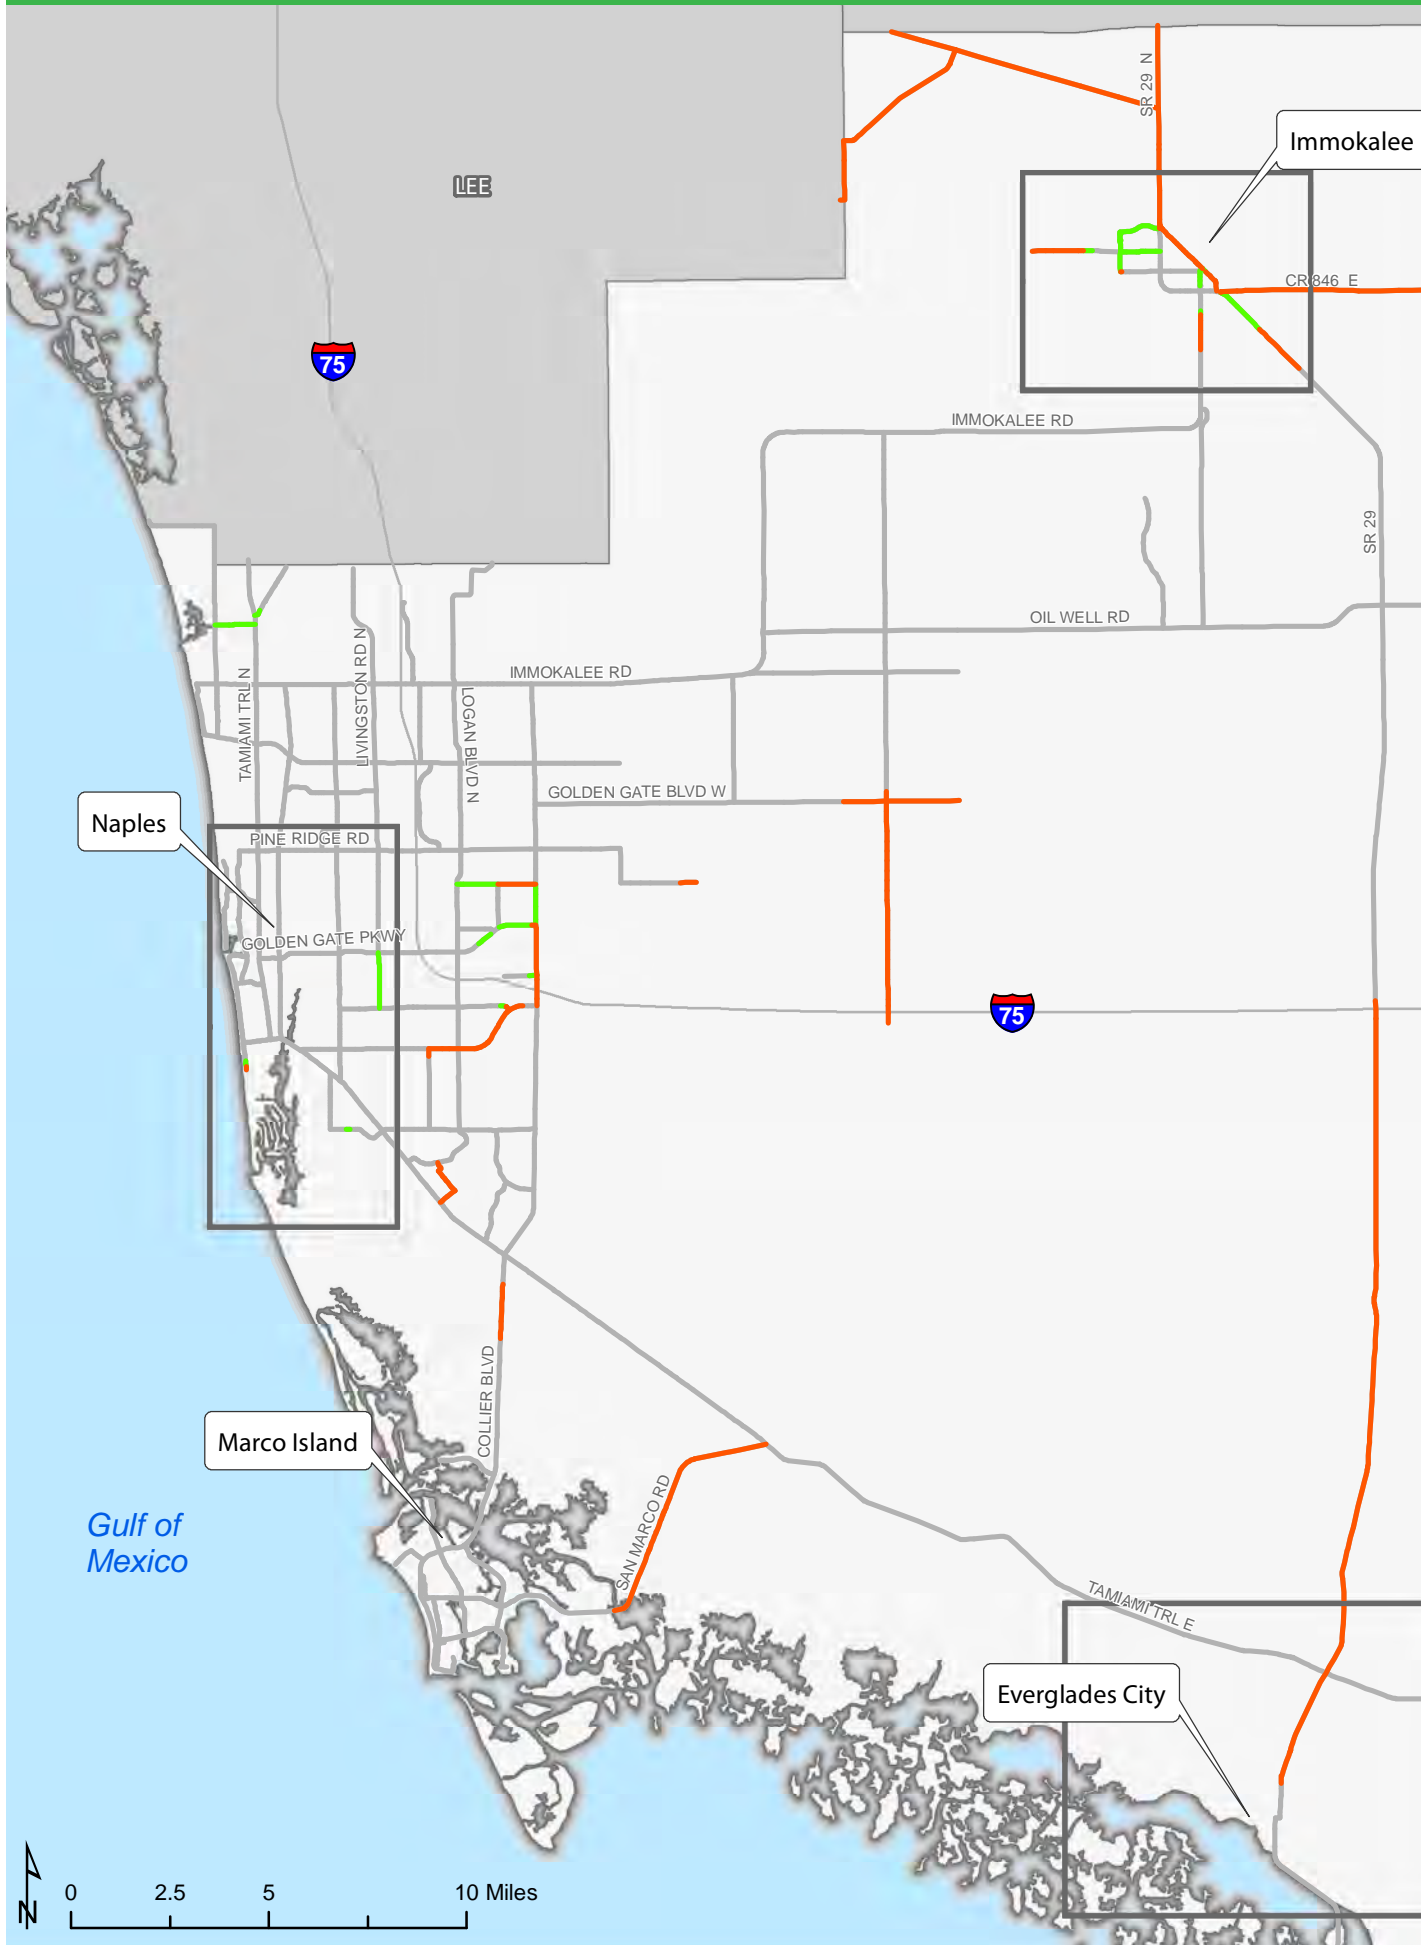 SR 29 N
Immokalee
LEE
CR 846 E
75
IMMOKALEE RD
SR 29
OIL WELL RD
LIVINGSTON RD N
IMMOKALEE RD
TAMIAMI TRL N
LOGAN BLVD N
GOLDEN GATE BLVD W
Naples
PINE RIDGE RD
GOLDEN GATE PKWY
75
COLLIER BLVD
Marco Island
SAN MARCO RD
Gulf of
Mexico
TAMIAMI TRL E
Everglades City
N
0 2.5 5 10 Miles